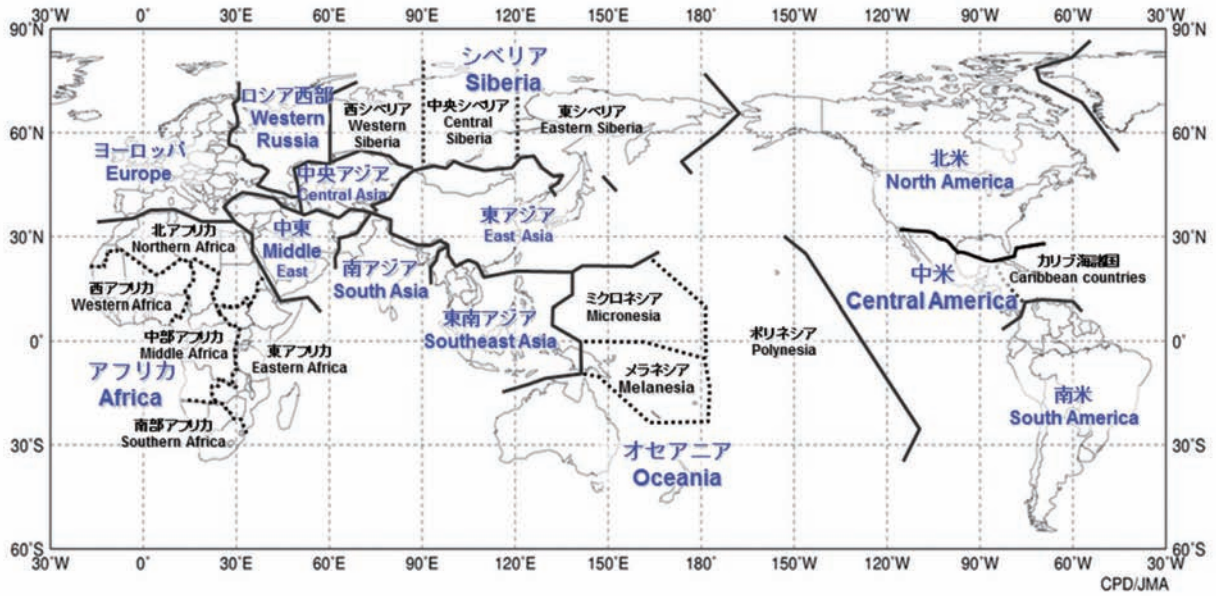 30˚W 0˚ 30˚E 60˚E 90˚E 120˚E 150˚E 180˚ 150˚W 120˚W 90˚W 60˚W 30˚W
90˚N 90˚N
シベリア
Siberia
ロシア西部
Western
Russia
西シベリア
Western
Siberia
中央シベリア
Central
Siberia
東シベリア
Eastern Siberia
60˚N 60˚N
ヨーロッパ
Europe
中央アジア
Central Asia
北米
North America
東アジア
East Asia
北アフリカ
Northern Africa
中東
Middle
East
30˚N 30˚N
南アジア
South Asia
西アフリカ
Western Africa
中米
Central America
カリブ海諸国
Caribbean countries
ミクロネシア
Micronesia
東南アジア
Southeast Asia
中部アフリカ
Middle Africa
ポリネシア
Polynesia
0˚ 0˚
東アフリカ
Eastern Africa
アフリカ
Africa
メラネシア
Melanesia
南米
South America
南部アフリカ
Southern Africa
30˚S 30˚S
オセアニア
Oceania
60˚S 60˚S
30˚W 0˚ 30˚E 60˚E 90˚E 120˚E 150˚E 180˚ 150˚W 120˚W 90˚W 60˚W 30˚W
CPD/JMA